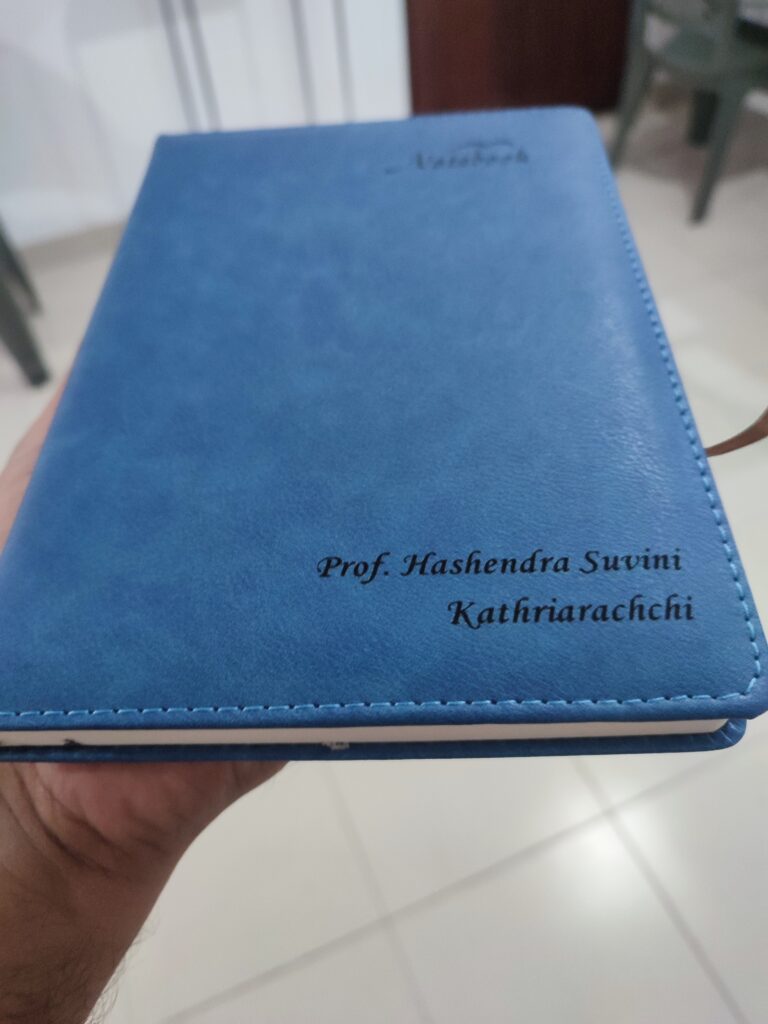 Notebook
Prof. Hashendra Suvini
Kathriarachchi